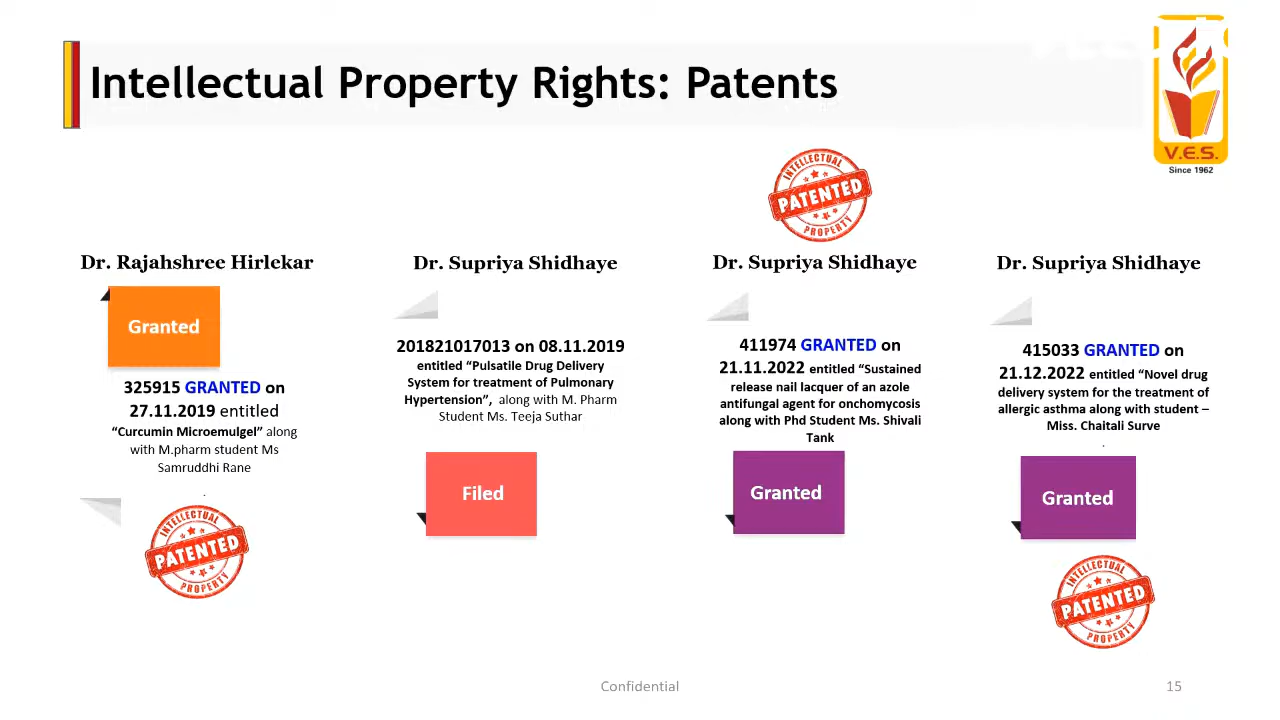 Intellectual Property Rights: Patents
V.E.S.
Since 1962
INTELLECTUAL
PATENTED
PROPERTY
Dr. Rajahshree Hirlekar
Granted
325915 GRANTED on
27.11.2019 entitled
“Curcumin Microemulgel” along
with M.pharm student Ms
Samruddhi Rane
.
INTELLECTUAL
PATENTED
PROPERTY
Dr. Supriya Shidhaye
201821017013 on 08.11.2019
entitled “Pulsatile Drug Delivery
System for treatment of Pulmonary
Hypertension”, along with M. Pharm
Student Ms. Teeja Suthar
Filed
Dr. Supriya Shidhaye
411974 GRANTED on
21.11.2022 entitled “Sustained
release nail lacquer of an azole
antifungal agent for onchomycosis
along with Phd Student Ms. Shivali
Tank
Granted
Dr. Supriya Shidhaye
415033 GRANTED on
21.12.2022 entitled “Novel drug
delivery system for the treatment of
allergic asthma along with student –
Miss. Chaitali Surve
.
Granted
INTELLECTUAL
PATENTED
PROPERTY
Confidential
15